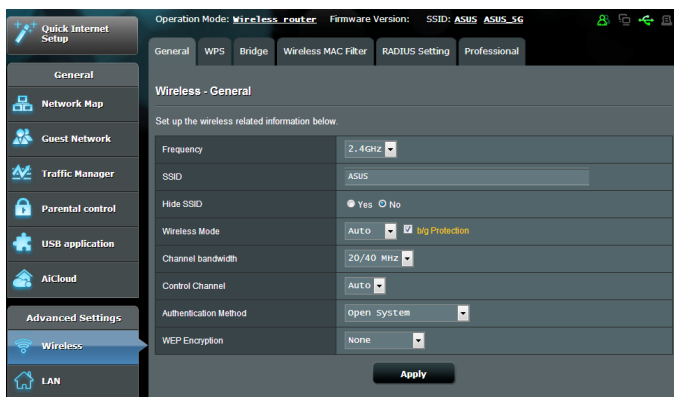 Quick Internet
Setup
Operation Mode: Wireless router Firmware Version: SSID: ASUS ASUS_5G
General WPS Bridge Wireless MAC Filter RADIUS Setting Professional
General
Network Map
Guest Network
Traffic Manager
Parental control
USB application
AiCloud
Advanced Settings
Wireless
LAN
Wireless - General
Set up the wireless related information below.
Frequency 2.4GHz
SSID ASUS
Hide SSID Yes No
Wireless Mode Auto b/g Protection
Channel bandwidth 20/40 MHz
Control Channel Auto
Authentication Method Open System
WEP Encryption None
Apply